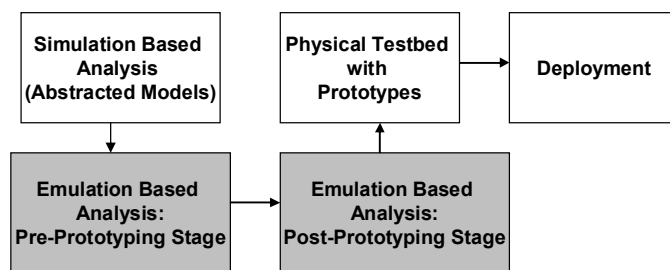 Simulation Based
Analysis
(Abstracted Models)
Physical Testbed
with
Prototypes
Deployment
Emulation Based
Analysis:
Pre-Prototyping Stage
Emulation Based
Analysis:
Post-Prototyping Stage